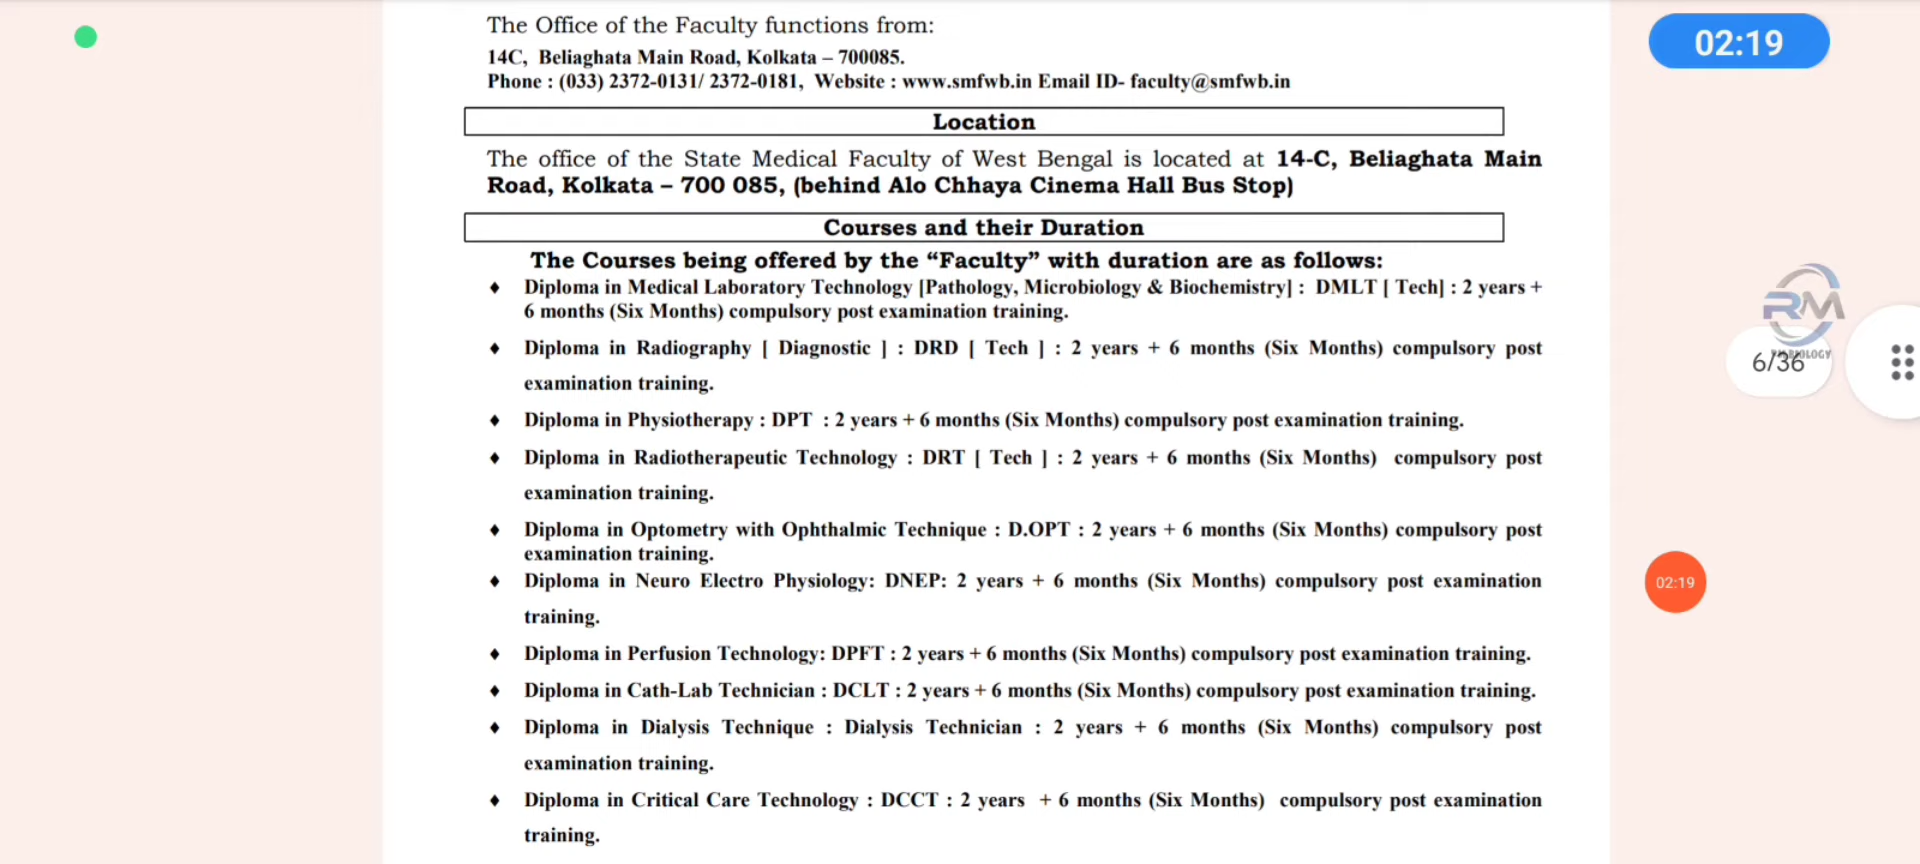 The Office of the Faculty functions from:
02:19
14C, Beliaghata Main Road, Kolkata – 700085.
Phone : (033) 2372-0131/ 2372-0181, Website : www.smfwb.in Email ID- faculty@smfwb.in
Location
The office of the State Medical Faculty of West Bengal is located at 14-C, Beliaghata Main
Road, Kolkata – 700 085, (behind Alo Chhaya Cinema Hall Bus Stop)
Courses and their Duration
The Courses being offered by the “Faculty” with duration are as follows:
♦ Diploma in Medical Laboratory Technology [Pathology, Microbiology & Biochemistry] : DMLT [ Tech] : 2 years +
6 months (Six Months) compulsory post examination training.
RM
♦ Diploma in Radiography [ Diagnostic ] : DRD [ Tech ] : 2 years + 6 months (Six Months) compulsory post
6/36
examination training.
♦ Diploma in Physiotherapy : DPT : 2 years + 6 months (Six Months) compulsory post examination training.
♦ Diploma in Radiotherapeutic Technology : DRT [ Tech ] : 2 years + 6 months (Six Months) compulsory post
examination training.
♦ Diploma in Optometry with Ophthalmic Technique : D.OPT : 2 years + 6 months (Six Months) compulsory post
examination training.
♦ Diploma in Neuro Electro Physiology: DNEP: 2 years + 6 months (Six Months) compulsory post examination
02:19
training.
♦ Diploma in Perfusion Technology: DPFT : 2 years + 6 months (Six Months) compulsory post examination training.
♦ Diploma in Cath-Lab Technician : DCLT : 2 years + 6 months (Six Months) compulsory post examination training.
♦ Diploma in Dialysis Technique : Dialysis Technician : 2 years + 6 months (Six Months) compulsory post
examination training.
♦ Diploma in Critical Care Technology : DCCT : 2 years + 6 months (Six Months) compulsory post examination
training.